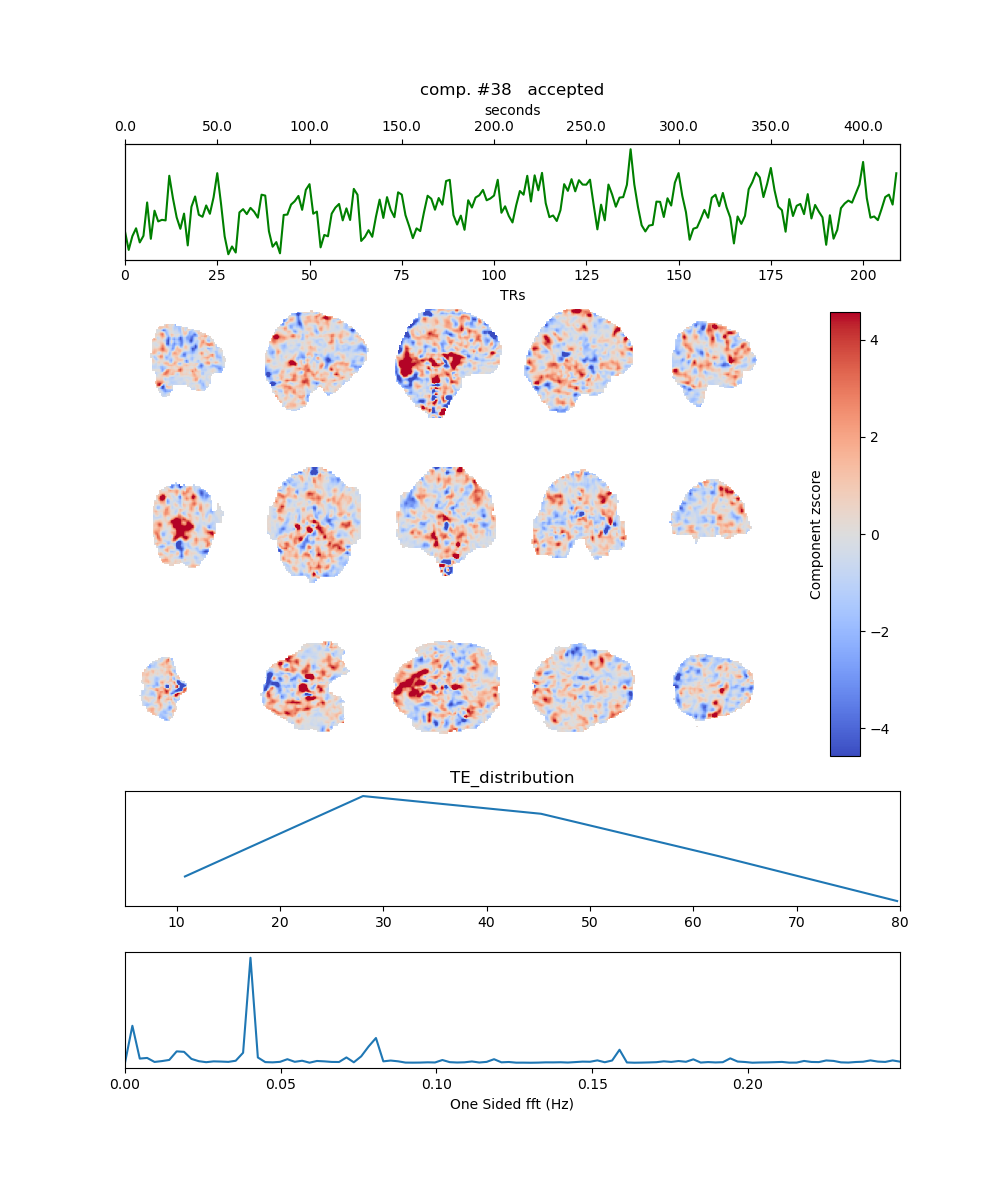 comp. #38   accepted
seconds
0.0 50.0 100.0 150.0 200.0 250.0 300.0 350.0 400.0
0 25 50 75 100 125 150 175 200
TRs
4
2
0
−2
−4
Component zscore
TE_distribution
10 20 30 40 50 60 70 80
0.00 0.05 0.10 0.15 0.20
One Sided fft (Hz)